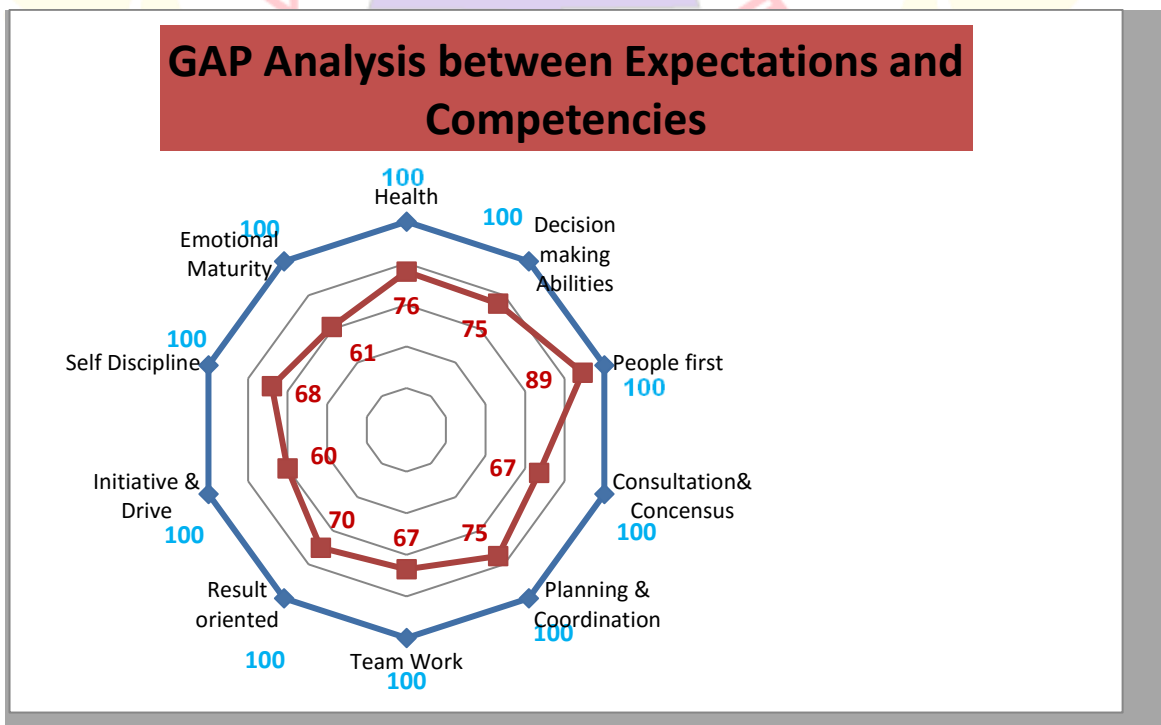 GAP Analysis between Expectations and
Competencies
100
Health
100
Decision
making
Abilities
100
Emotional
Maturity
76
75
61
100
Self Discipline
People first
100
89
68
60
67
Initiative &
Drive
100
Consultation&
Concensus
100
70
67
75
Result
oriented
100
Planning &
Coordination
100
Team Work
100